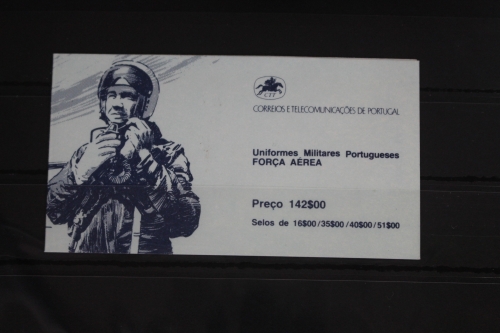 CTT
CORREIOS E TELECOMUNICAÇÕES DE PORTUGAL
Uniformes Militares Portugueses
FORÇA AÉREA
Preço 142$00
Selos de 16$00/35$00/40$00/51$00